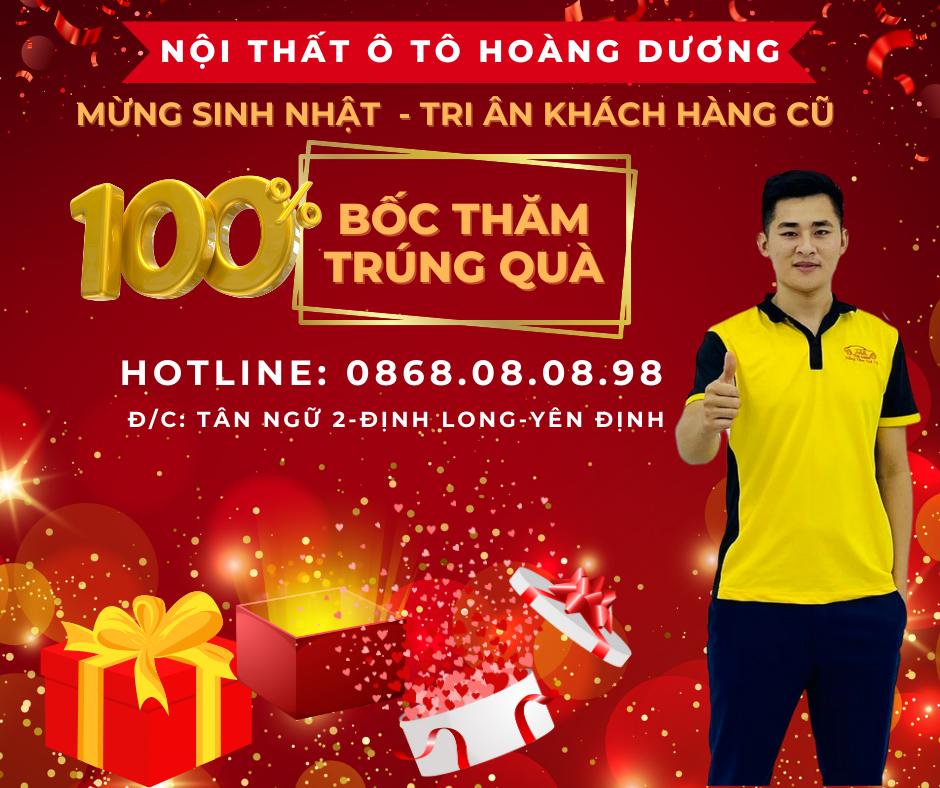 NỘI THẤT Ô TÔ HOÀNG DƯƠNG
MỪNG SINH NHẬT - TRI ÂN KHÁCH HÀNG CŨ
100%
BỐC THĂM
TRÚNG QUÀ
HOTLINE: 0868.08.08.98
Đ/C: TÂN NGỮ 2-ĐỊNH LONG-YÊN ĐỊNH